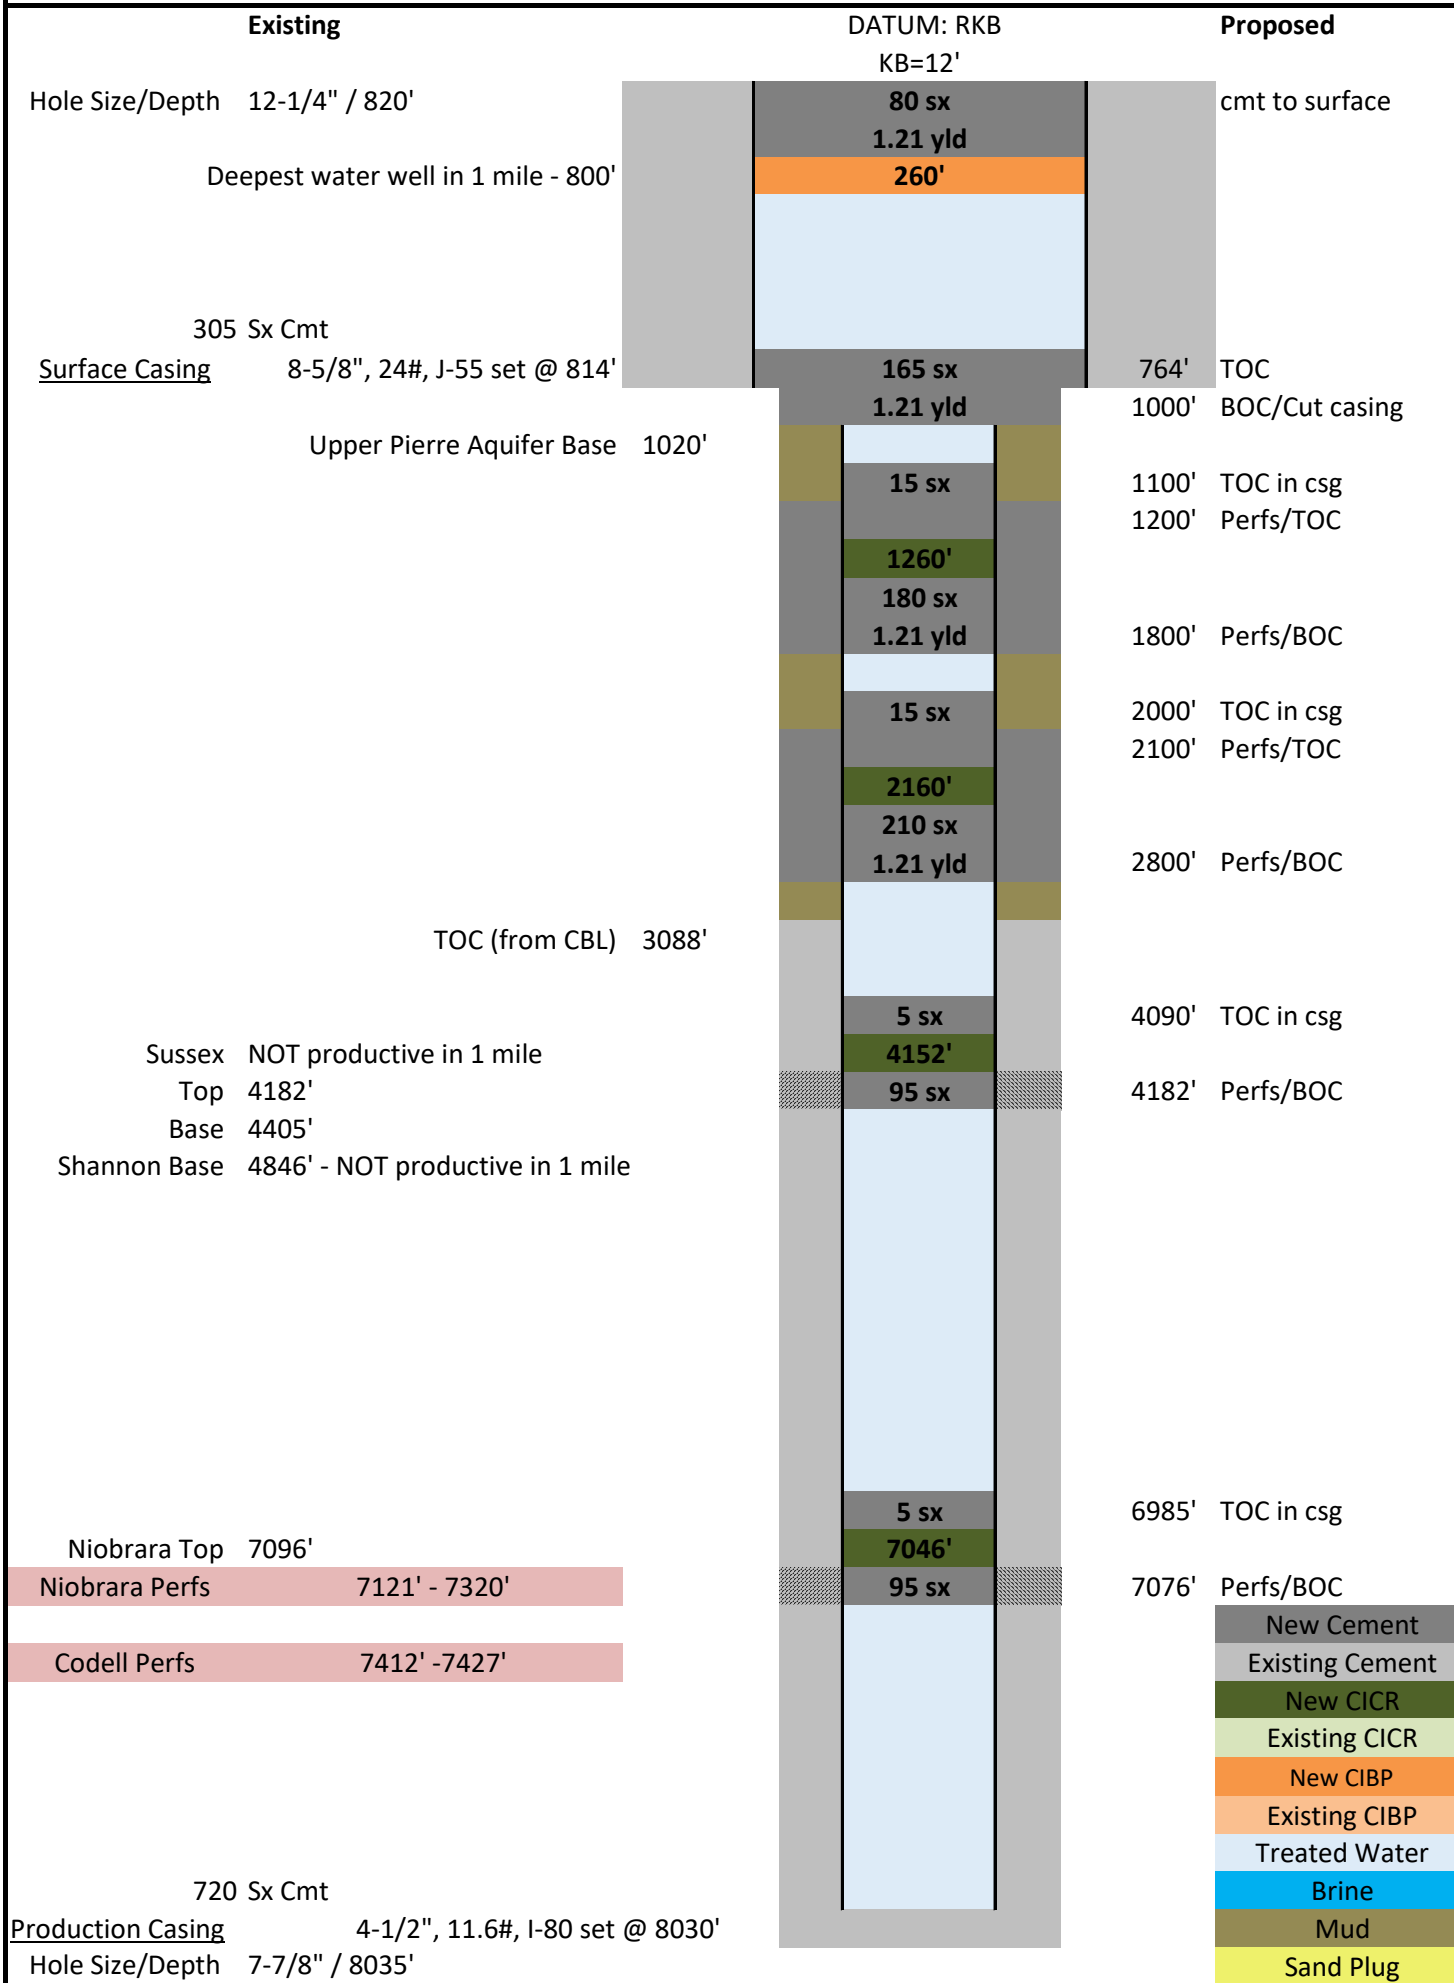 Existing DATUM: RKB Proposed
KB=12'
Hole Size/Depth 12-1/4" / 820' 80 sx cmt to surface
1.21 yld
Deepest water well in 1 mile - 800' 260'
305 Sx Cmt
Surface Casing 8-5/8", 24#, J-55 set @ 814' 165 sx 764' TOC
1.21 yld 1000' BOC/Cut casing
Upper Pierre Aquifer Base 1020'
15 sx 1100' TOC in csg
1200' Perfs/TOC
1260'
180 sx
1.21 yld 1800' Perfs/BOC
15 sx 2000' TOC in csg
2100' Perfs/TOC
2160'
210 sx
1.21 yld 2800' Perfs/BOC
TOC (from CBL) 3088'
5 sx 4090' TOC in csg
Sussex NOT productive in 1 mile 4152'
Top 4182' 95 sx 4182' Perfs/BOC
Base 4405'
Shannon Base 4846' - NOT productive in 1 mile
5 sx 6985' TOC in csg
Niobrara Top 7096' 7046'
Niobrara Perfs 7121' - 7320' 95 sx 7076' Perfs/BOC
New Cement
Codell Perfs 7412' -7427' Existing Cement
New CICR
Existing CICR
New CIBP
Existing CIBP
Treated Water
720 Sx Cmt Brine
Production Casing 4-1/2", 11.6#, I-80 set @ 8030' Mud
Hole Size/Depth 7-7/8" / 8035' Sand Plug